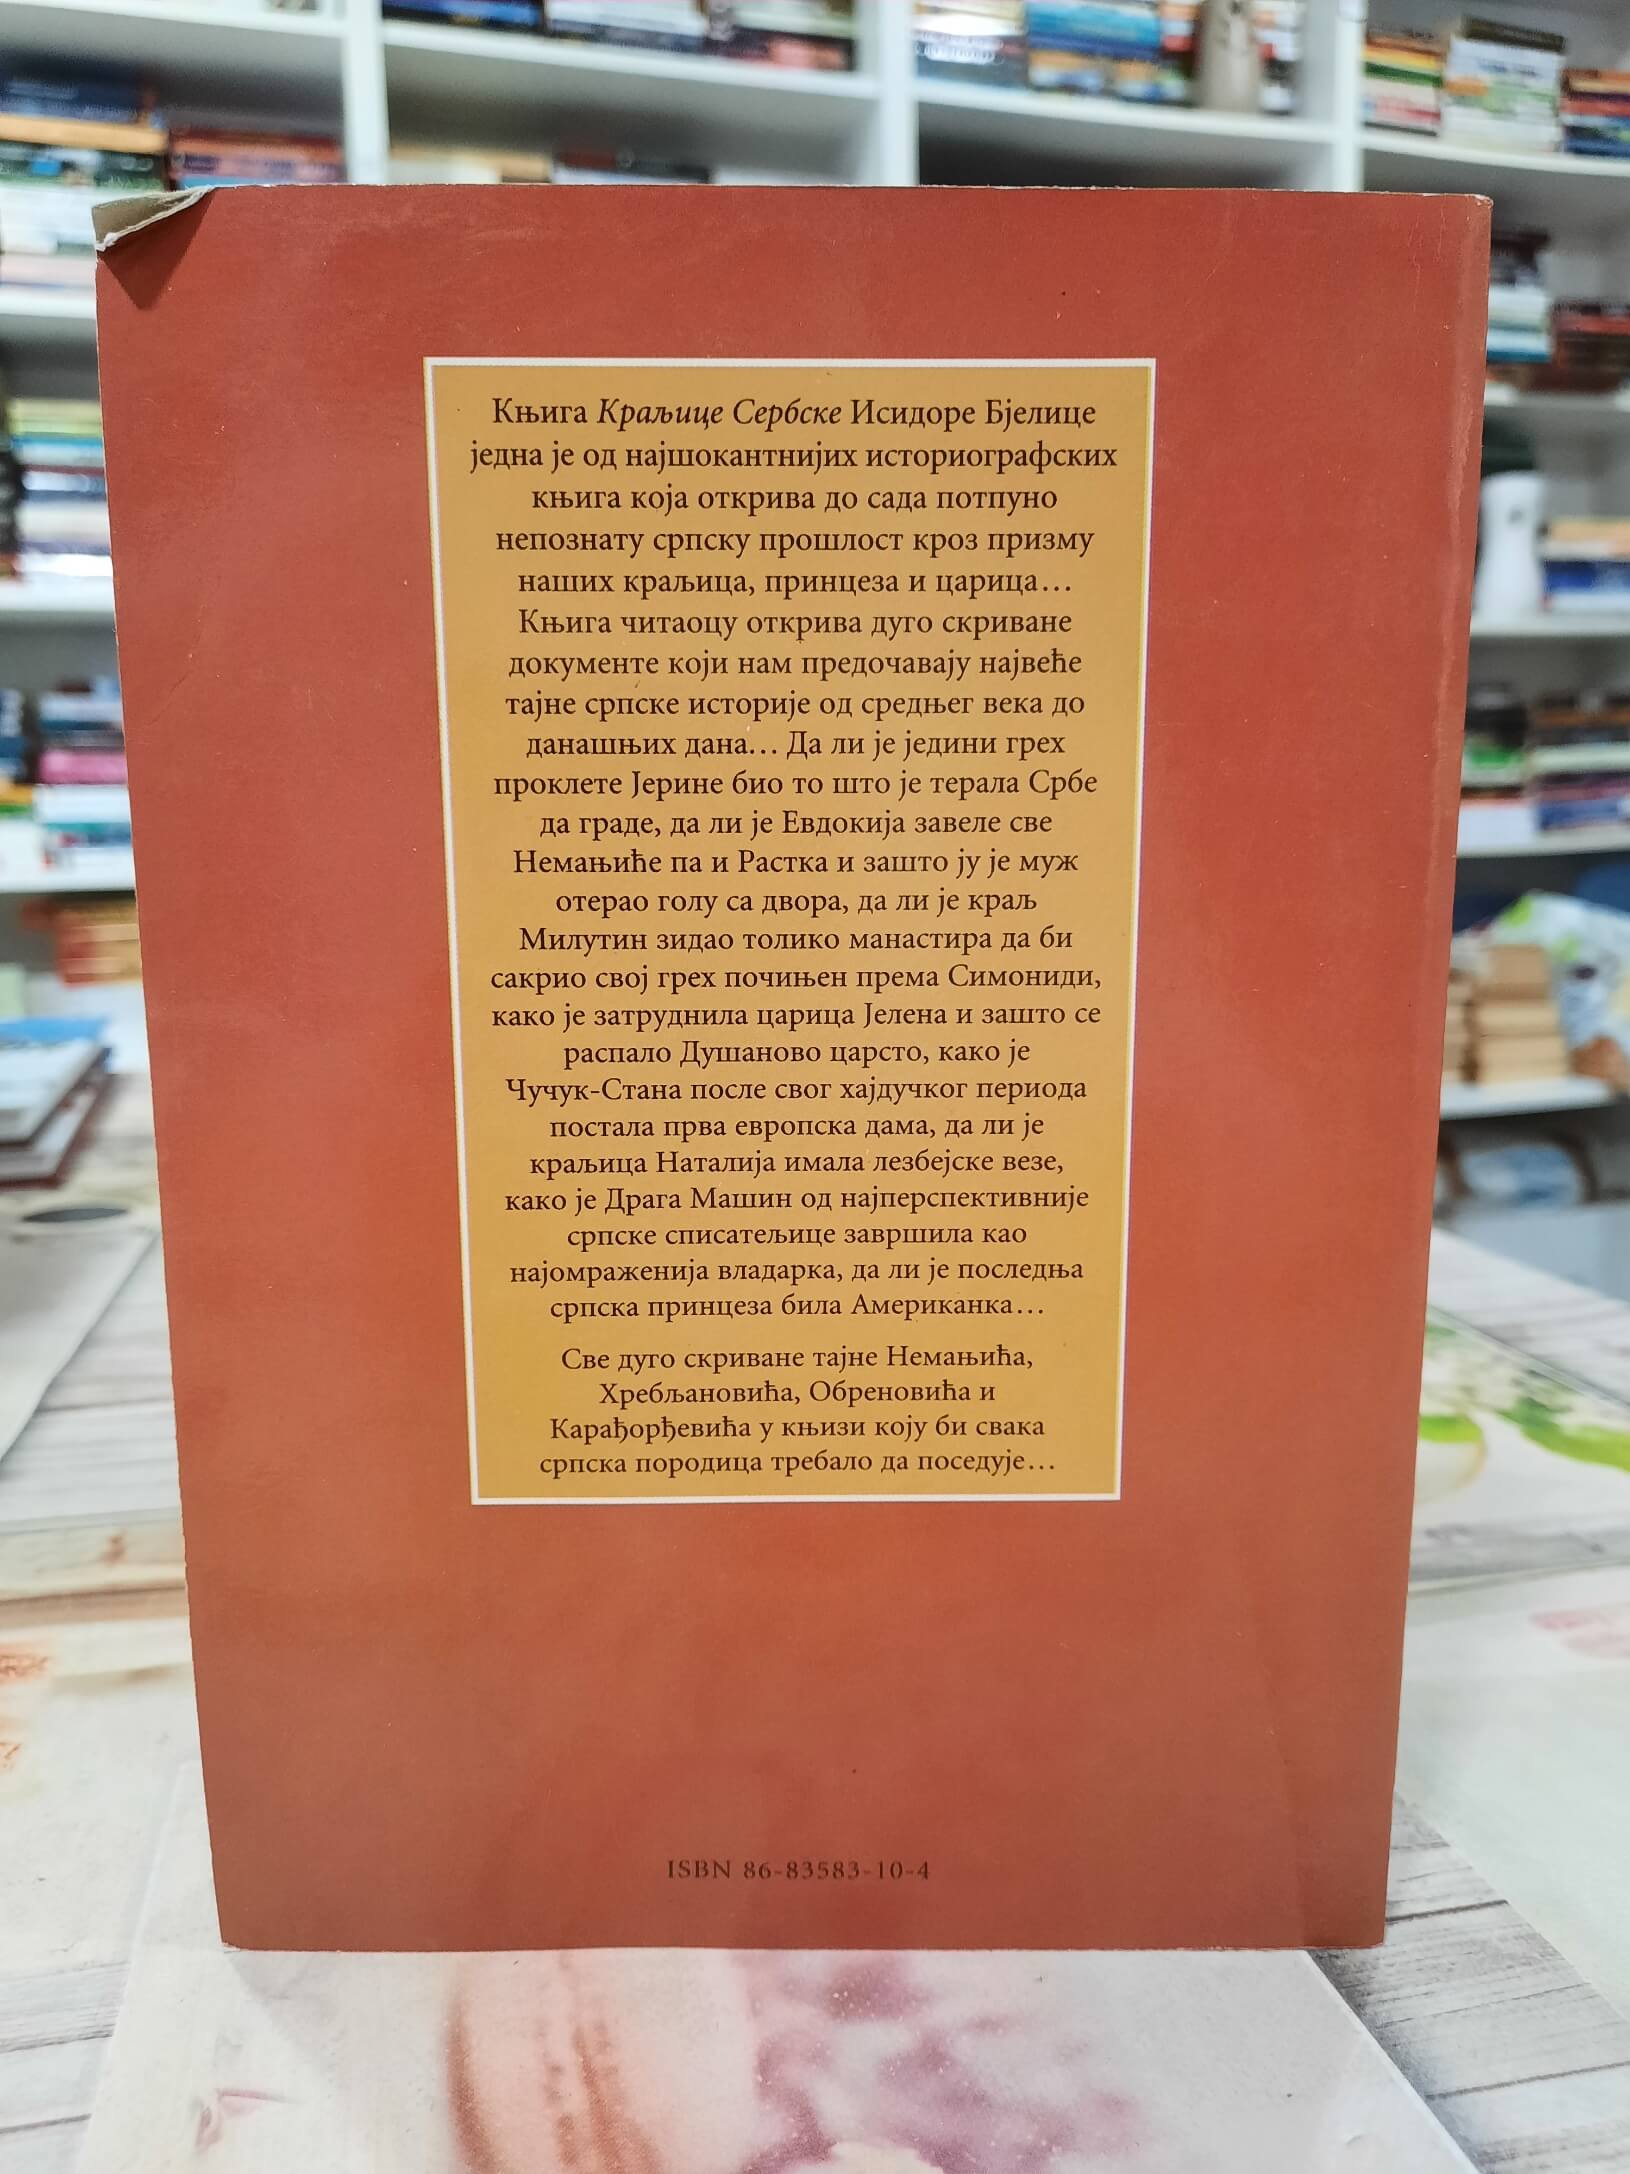 Књига Краљице Сербске Исидоре Бјелице
једна је од најшокантнијих историографских
књига која открива до сада потпуно
непознату српску прошлост кроз призму
наших краљица, принцеза и царица…
Књига читаоцу открива дуго скриване
документе који нам предочавају највеће
тајне српске историје од средњег века до
данашњих дана… Да ли је једини грех
проклете Јерине био то што је терала Србе
да граде, да ли је Евдокија завеле све
Немањиће па и Растка и зашто ју је муж
отерао голу са двора, да ли је краљ
Милутин зидао толико манастира да би
сакрио свој грех почињен према Симониди,
како је затруднила царица Јелена и зашто се
распало Душаново царсто, како је
Чучук-Стана после свог хајдучког периода
постала прва европска дама, да ли је
краљица Наталија имала лезбејске везе,
како је Драга Машин од најперспективније
српске списатељице завршила као
најомраженија владарка, да ли је последња
српска принцеза била Американка…
Све дуго скриване тајне Немањића,
Хребљановића, Обреновића и
Карађорђевића у књизи коју би свака
српска породица требало да поседује…
ISBN 86-83583-10-4